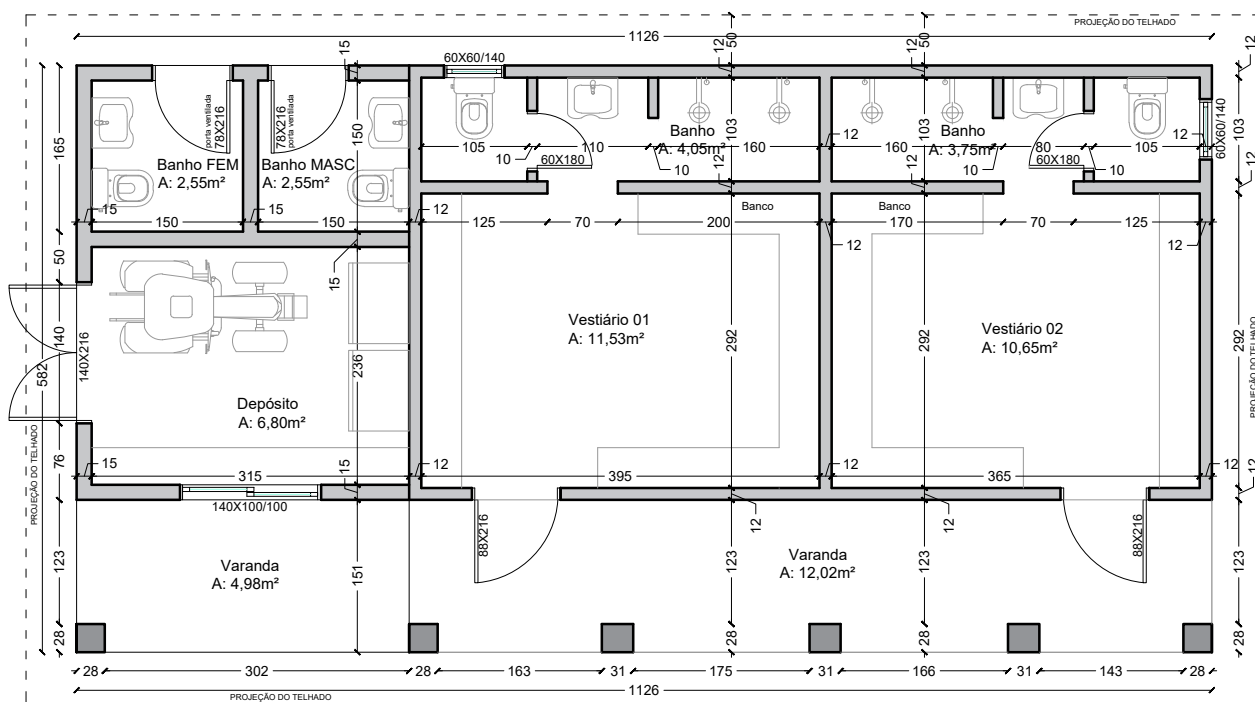 PROJEÇÃO DO TELHADO
1126
12
50
12
50
12
15
60X60/140
porta ventilada
78X216
porta ventilada
78X216
165
150
Banho FEM
A: 2,55m²
Banho MASC
A: 2,55m²
105
10
110
60X180
10
Banho
A: 4,05m²
103
160
12
160
Banho
A: 3,75m²
103
10
80
60X180
105
10
12
60X60/140
103
15
150
15
150
12
125
70
200
12
Banco
12
Banco
170
12
70
125
12
50
15
140
140X216
582
236
Depósito
A: 6,80m²
Vestiário 01
A: 11,53m²
292
292
Vestiário 02
A: 10,65m²
292
PROJEÇÃO DO TELHADO
76
15
315
15
12
395
12
365
12
12
PROJEÇÃO DO TELHADO
140X100/100
88X216
12
12
88X216
123
Varanda
A: 4,98m²
151
123
Varanda
A: 12,02m²
123
123
28
28
28
28
28
302
28
163
31
175
31
166
31
143
28
1126
PROJEÇÃO DO TELHADO